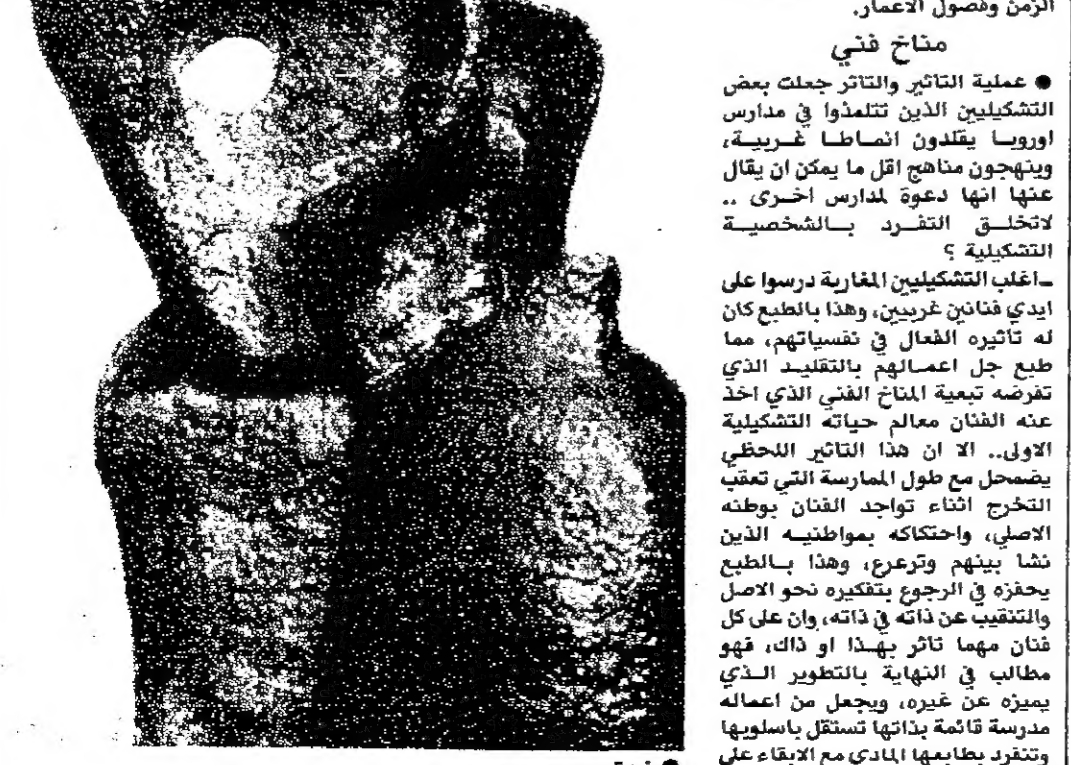 الزمن وفصول الاعمار.
مناخ فني
● عملية التاثير والتاثر جعلت بعض
التشكيليين الذين تتلمذوا في مدارس
اوروبا يقلدون انماطا غربية،
وينهجون مناهج اقل ما يمكن ان يقال
عنها انها دعوة لمدارس اخرى ..
لاتخلق التفرد بالشخصية
التشكيلية ؟
ـ اغلب التشكيليين المغاربة درسوا على
ايدي فنانين غربيين، وهذا بالطبع كان
له تأثيره الفعال في نفسياتهم، مما
طبع جل اعمالهم بالتقليد الذي
تفرضه تبعية المناخ الفني الذي اخذ
عنه الفنان معالم حياته التشكيلية
الاولى.. الا ان هذا التاثير اللحظي
يضمحل مع طول الممارسة التي تعقب
التخرج اثناء تواجد الفنان بوطنه
الاصلي، واحتكاكه بمواطنيه الذين
نشا بينهم وترعرع، وهذا بالطبع
يحفزه في الرجوع بتفكيره نحو الاصل
والتنقيب عن ذاته في ذاته، وان على كل
فنان مهما تاثر بهذا او ذاك، فهو
مطالب في النهاية بالتطوير الذي
يميزه عن غيره، ويجعل من اعماله
مدرسة قائمة بذاتها تستقل باسلوبها
وتتفرد بطابعها المادي مع الابقاء على